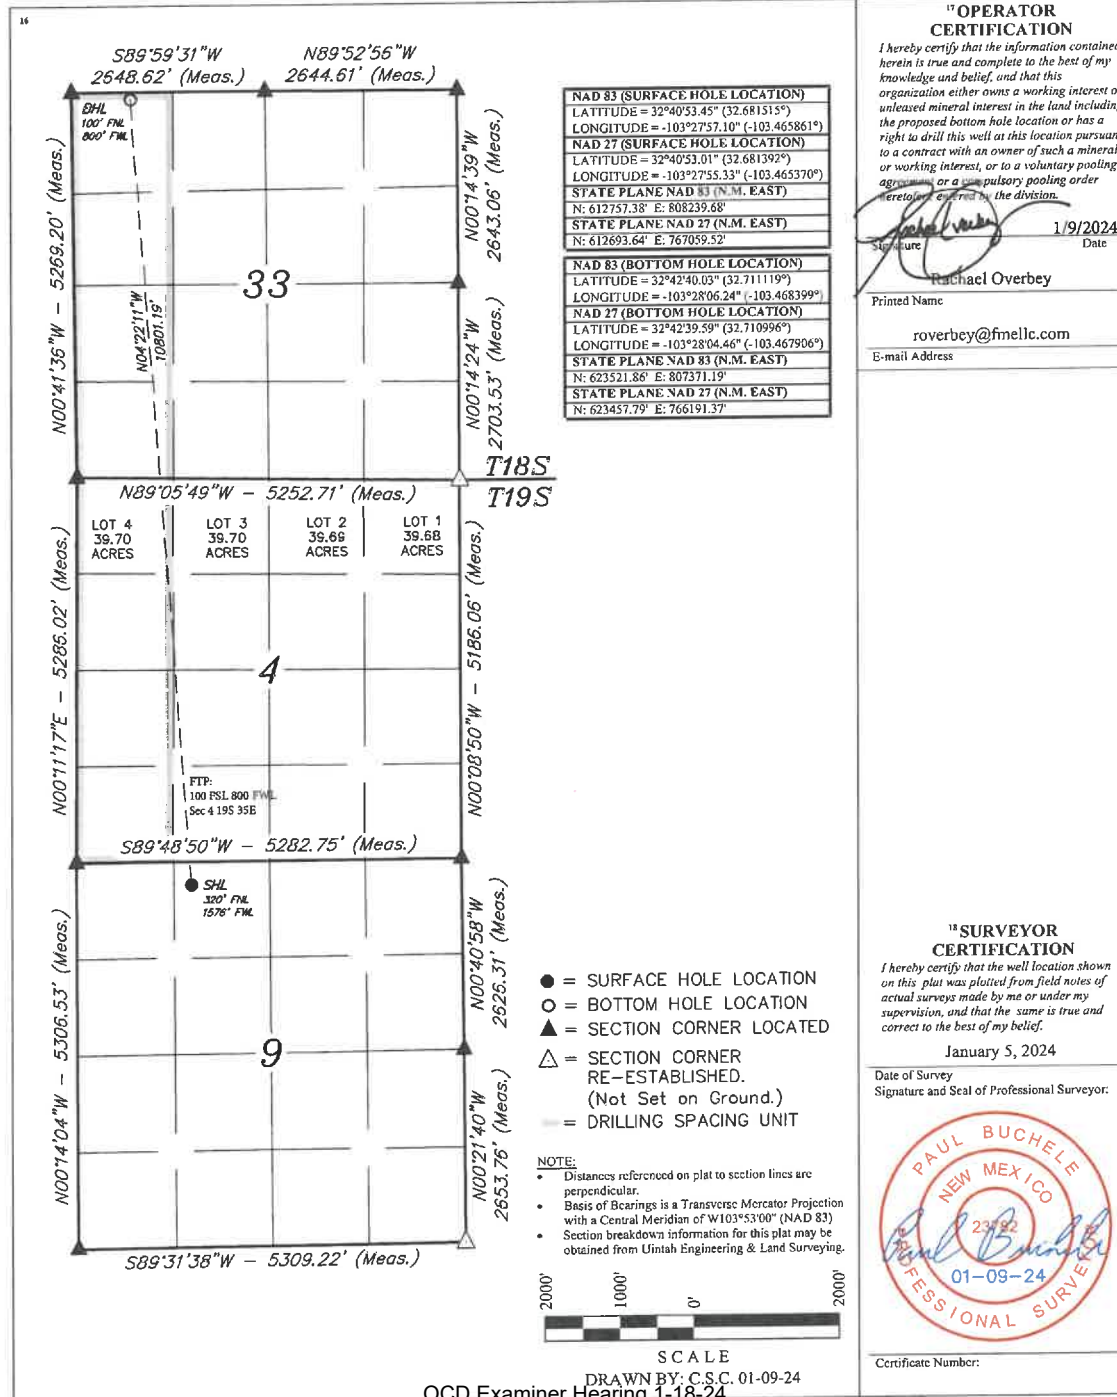 16
S89°59'31"W
2648.62' (Meas.)
N89°52'56"W
2644.61' (Meas.)
BHL
100' FNL
800' FWL
N00°41'36"W - 5269.20' (Meas.)
N04°22'11"W
10801.19'
33
N00°14'39"W
2643.06' (Meas.)
N00°14'24"W
2703.53' (Meas.)
T18S
T19S
N89°05'49"W - 5252.71' (Meas.)
LOT 4
39.70
ACRES
LOT 3
39.70
ACRES
LOT 2
39.69
ACRES
LOT 1
39.68
ACRES
N00°11'17"E - 5286.02' (Meas.)
4
N00°08'50"W - 5186.06' (Meas.)
FTP:
100 FSL 800 FWL
Sec 4 19S 35E
S89°48'50"W - 5282.75' (Meas.)
SHL
320' FNL
1576' FWL
N00°14'04"W - 5306.53' (Meas.)
9
N00°40'58"W
2625.31' (Meas.)
N00°21'40"W
2653.76' (Meas.)
S89°31'38"W - 5309.22' (Meas.)
NAD 83 (SURFACE HOLE LOCATION)
LATITUDE = 32°40'53.45" (32.681515°)
LONGITUDE = -103°27'57.10" (-103.465861°)
NAD 27 (SURFACE HOLE LOCATION)
LATITUDE = 32°40'53.01" (32.681392°)
LONGITUDE = -103°27'55.33" (-103.465370°)
STATE PLANE NAD 83 (N.M. EAST)
N: 612757.38' E: 808239.68'
STATE PLANE NAD 27 (N.M. EAST)
N: 612693.64' E: 767059.52'
NAD 83 (BOTTOM HOLE LOCATION)
LATITUDE = 32°42'40.03" (32.711119°)
LONGITUDE = -103°28'06.24" (-103.468399°)
NAD 27 (BOTTOM HOLE LOCATION)
LATITUDE = 32°42'39.59" (32.710996°)
LONGITUDE = -103°28'04.46" (-103.467906°)
STATE PLANE NAD 83 (N.M. EAST)
N: 623521.86' E: 807371.19'
STATE PLANE NAD 27 (N.M. EAST)
N: 623457.79' E: 766191.37'
= SURFACE HOLE LOCATION
= BOTTOM HOLE LOCATION
= SECTION CORNER LOCATED
= SECTION CORNER
RE-ESTABLISHED.
(Not Set on Ground.)
= DRILLING SPACING UNIT
NOTE:
• Distances referenced on plat to section lines are
perpendicular.
• Basis of Bearings is a Transverse Mercator Projection
with a Central Meridian of W103°53'00" (NAD 83)
• Section breakdown information for this plat may be
obtained from Uintah Engineering & Land Surveying.
2000' 1000' 0' 2000'
SCALE
DRAWN BY: C.S.C. 01-09-24
OCD Examiner Hearing 1-18-24
17 OPERATOR
CERTIFICATION
I hereby certify that the information contained
herein is true and complete to the best of my
knowledge and belief, and that this
organization either owns a working interest or
unleased mineral interest in the land including
the proposed bottom hole location or has a
right to drill this well at this location pursuant
to a contract with an owner of such a mineral
or working interest, or to a voluntary pooling
agreement or a compulsory pooling order
heretofore entered by the division.
Signature
1/9/2024
Date
Rachael Overbey
Printed Name
roverbey@fmellc.com
E-mail Address
18 SURVEYOR
CERTIFICATION
I hereby certify that the well location shown
on this plat was plotted from field notes of
actual surveys made by me or under my
supervision, and that the same is true and
correct to the best of my belief.
January 5, 2024
Date of Survey
Signature and Seal of Professional Surveyor:
PAUL BUCHELE
NEW MEXICO
23782
01-09-24
PROFESSIONAL SURVEYOR
Certificate Number: